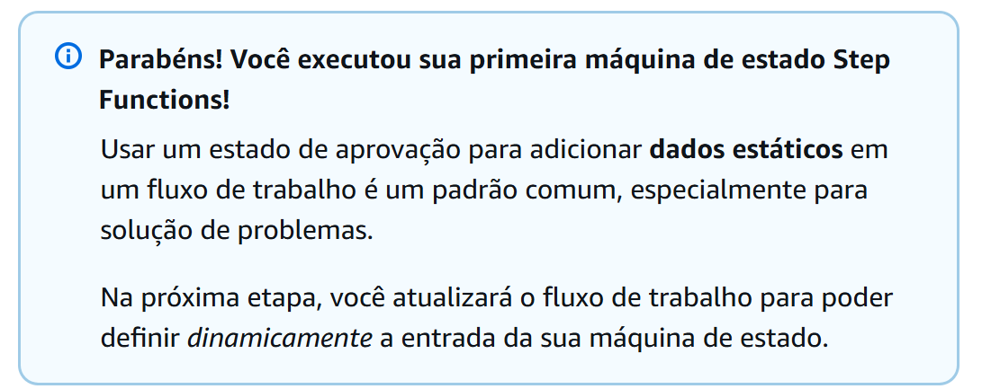 Parabéns! Você executou sua primeira máquina de estado Step
Functions!
Usar um estado de aprovação para adicionar dados estáticos em
um fluxo de trabalho é um padrão comum, especialmente para
solução de problemas.
Na próxima etapa, você atualizará o fluxo de trabalho para poder
definir dinamicamente a entrada da sua máquina de estado.